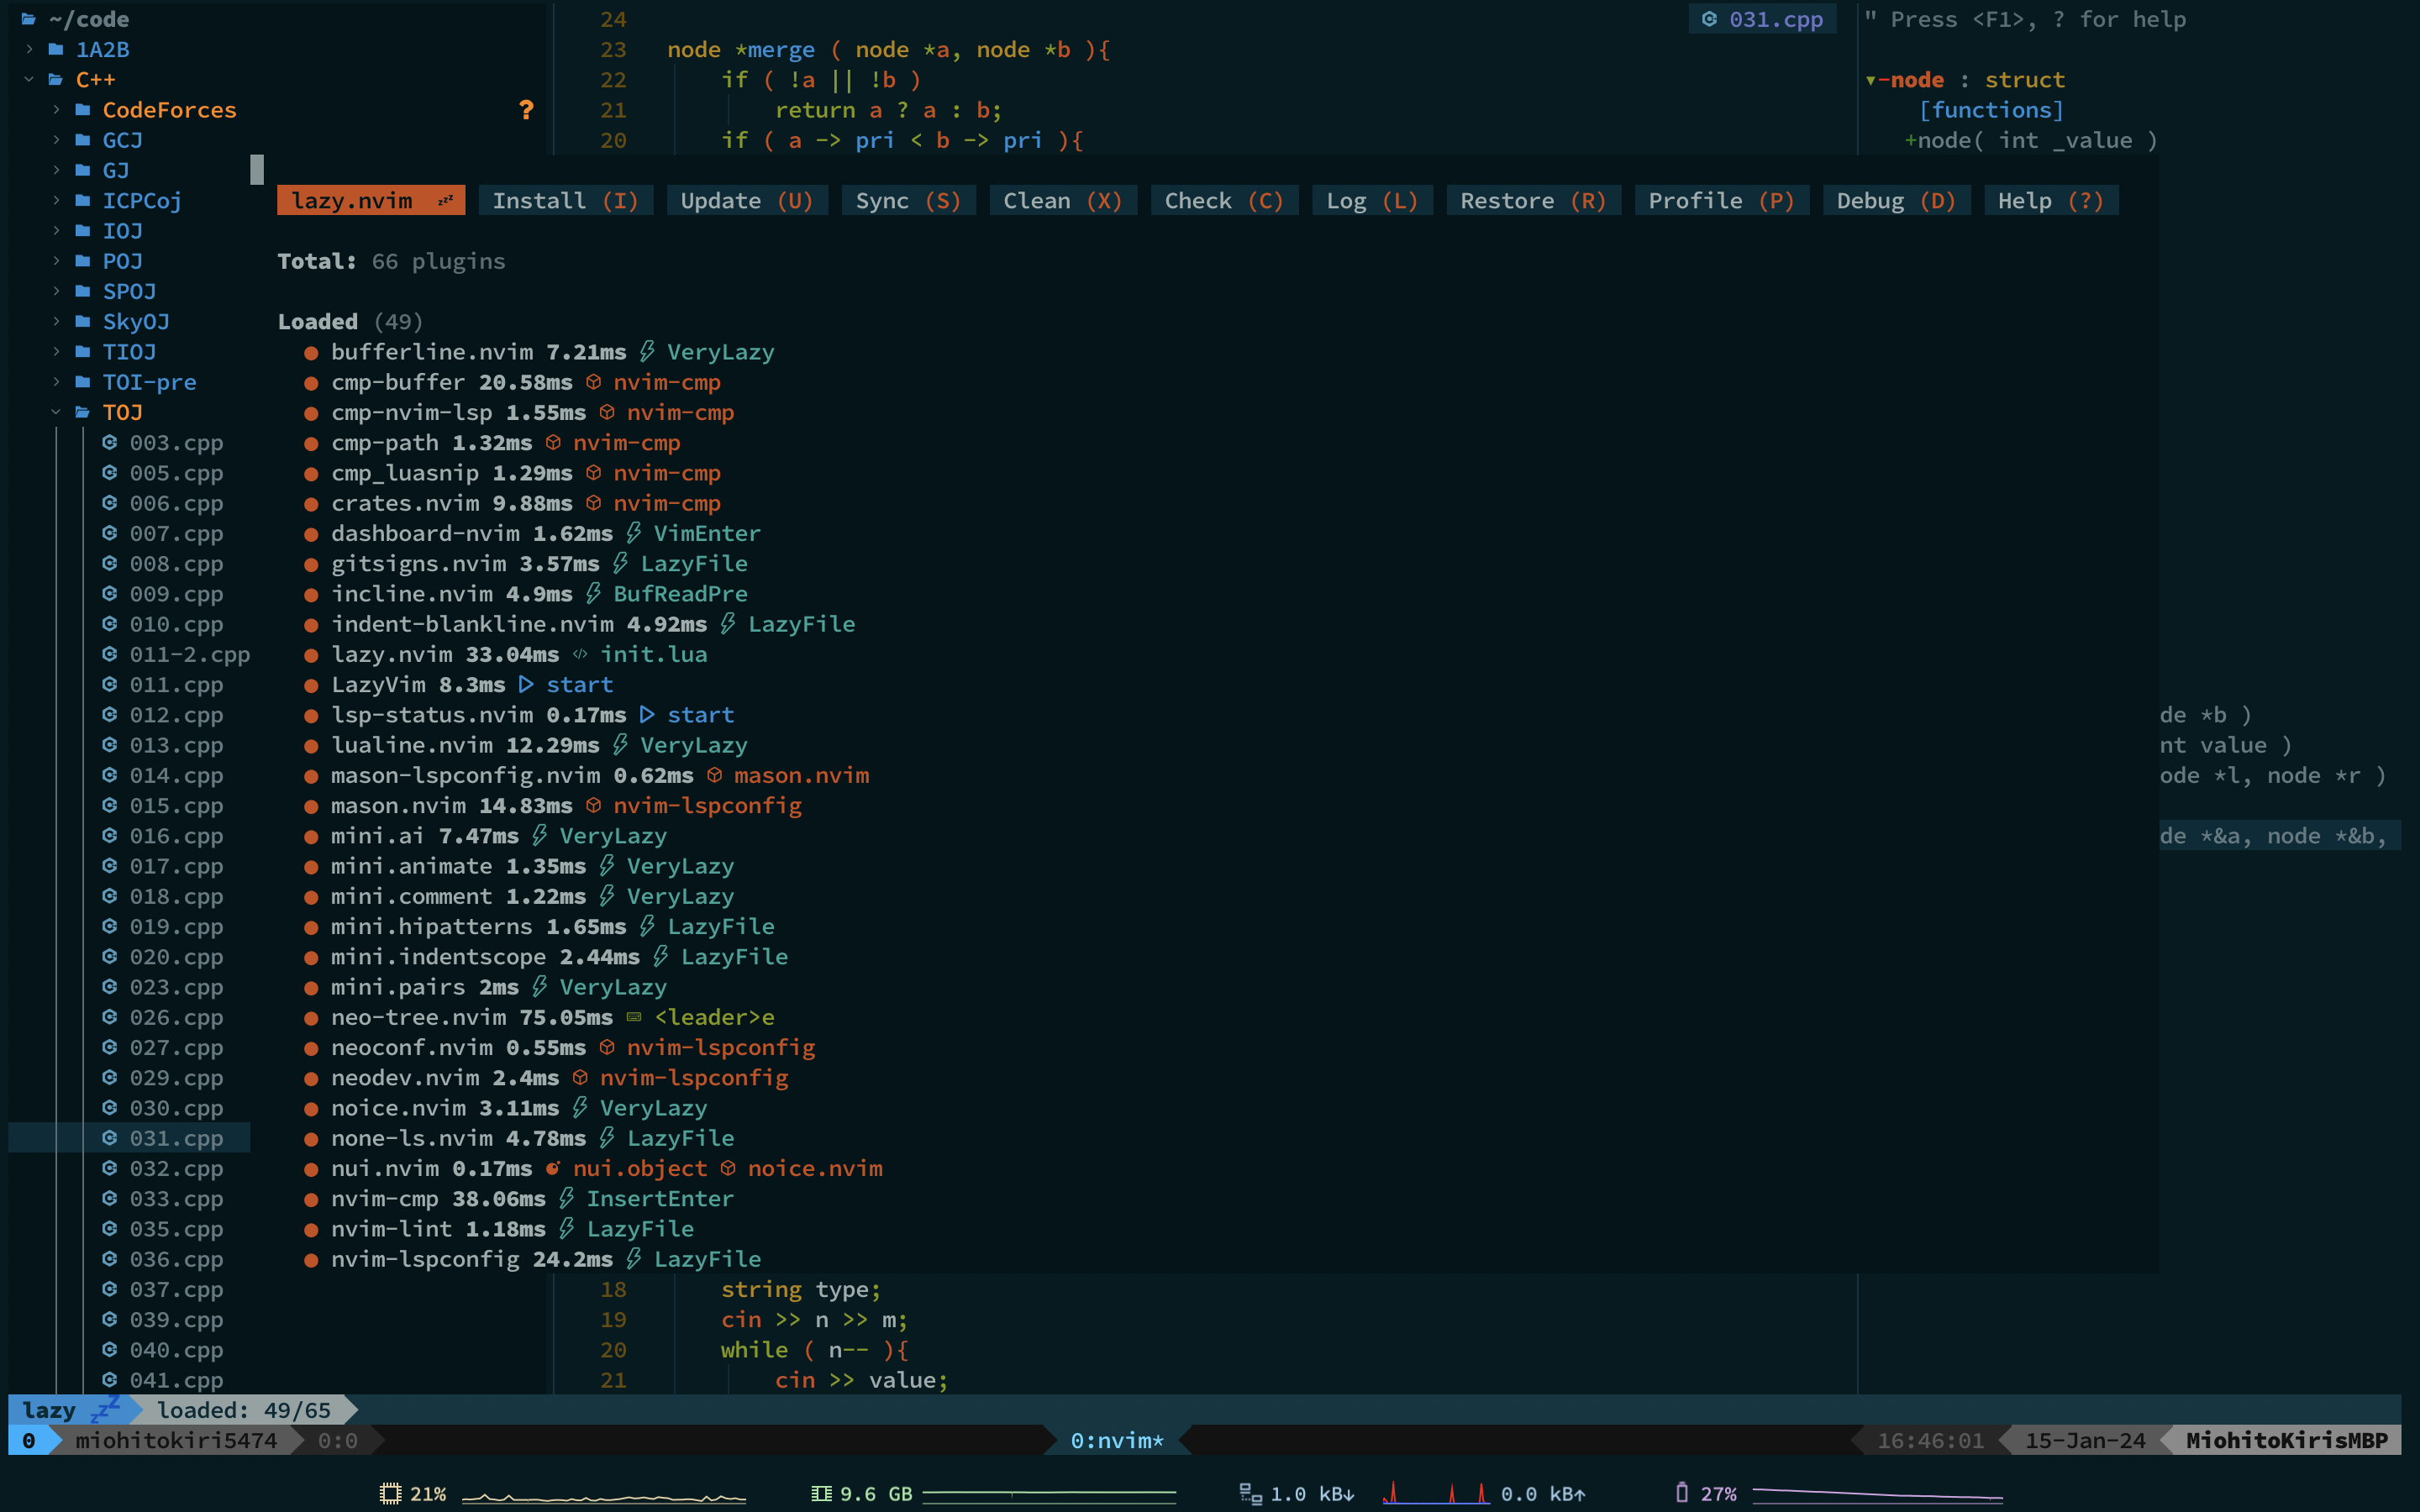 ~/code
1A2B
C++
CodeForces ?
GCJ
GJ
ICPCoj
IOJ
POJ
SPOJ
SkyOJ
TIOJ
TOI-pre
TOJ
003.cpp
005.cpp
006.cpp
007.cpp
008.cpp
009.cpp
010.cpp
011-2.cpp
011.cpp
012.cpp
013.cpp
014.cpp
015.cpp
016.cpp
017.cpp
018.cpp
019.cpp
020.cpp
023.cpp
026.cpp
027.cpp
029.cpp
030.cpp
031.cpp
032.cpp
033.cpp
035.cpp
036.cpp
037.cpp
039.cpp
040.cpp
041.cpp
24
23 node *merge ( node *a, node *b ){
22 if ( !a || !b )
21 return a ? a : b;
20 if ( a -> pri < b -> pri ){
031.cpp
" Press <F1>, ? for help
▼-node : struct
[functions]
+node( int _value )
lazy.nvim zzz Install (I) Update (U) Sync (S) Clean (X) Check (C) Log (L) Restore (R) Profile (P) Debug (D) Help (?)
Total: 66 plugins
Loaded (49)
● bufferline.nvim 7.21ms VeryLazy
● cmp-buffer 20.58ms nvim-cmp
● cmp-nvim-lsp 1.55ms nvim-cmp
● cmp-path 1.32ms nvim-cmp
● cmp_luasnip 1.29ms nvim-cmp
● crates.nvim 9.88ms nvim-cmp
● dashboard-nvim 1.62ms VimEnter
● gitsigns.nvim 3.57ms LazyFile
● incline.nvim 4.9ms BufReadPre
● indent-blankline.nvim 4.92ms LazyFile
● lazy.nvim 33.04ms </> init.lua
● LazyVim 8.3ms start
● lsp-status.nvim 0.17ms start
● lualine.nvim 12.29ms VeryLazy
● mason-lspconfig.nvim 0.62ms mason.nvim
● mason.nvim 14.83ms nvim-lspconfig
● mini.ai 7.47ms VeryLazy
● mini.animate 1.35ms VeryLazy
● mini.comment 1.22ms VeryLazy
● mini.hipatterns 1.65ms LazyFile
● mini.indentscope 2.44ms LazyFile
● mini.pairs 2ms VeryLazy
● neo-tree.nvim 75.05ms <leader>e
● neoconf.nvim 0.55ms nvim-lspconfig
● neodev.nvim 2.4ms nvim-lspconfig
● noice.nvim 3.11ms VeryLazy
● none-ls.nvim 4.78ms LazyFile
● nui.nvim 0.17ms nui.object noice.nvim
● nvim-cmp 38.06ms InsertEnter
● nvim-lint 1.18ms LazyFile
● nvim-lspconfig 24.2ms LazyFile
de *b )
nt value )
ode *l, node *r )
de *&a, node *&b,
18 string type;
19 cin >> n >> m;
20 while ( n-- ){
21 cin >> value;
lazy zzz loaded: 49/65
0 miohitokiri5474 0:0 0:nvim* 16:46:01 15-Jan-24 MiohitoKirisMBP
21% 9.6 GB 1.0 kB↓ 0.0 kB↑ 27%